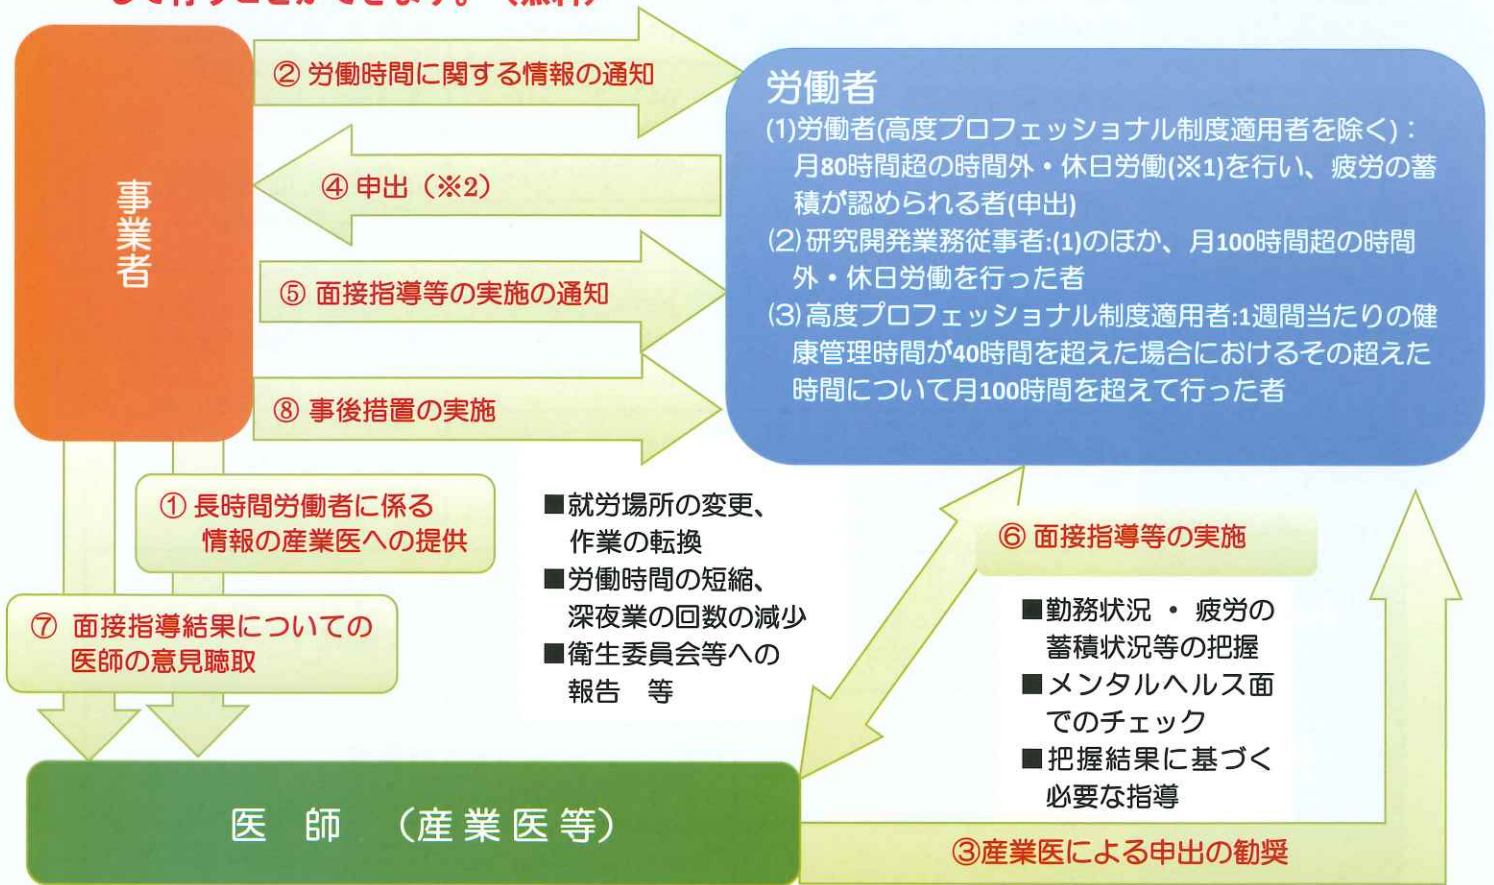 して行うことができます。（無料）
事業者
② 労働時間に関する情報の通知
④ 申出（※2）
⑤ 面接指導等の実施の通知
⑧ 事後措置の実施
労働者
(1)労働者(高度プロフェッショナル制度適用者を除く)：
月80時間超の時間外・休日労働(※1)を行い、疲労の蓄
積が認められる者(申出)
(2)研究開発業務従事者:(1)のほか、月100時間超の時間
外・休日労働を行った者
(3)高度プロフェッショナル制度適用者:1週間当たりの健
康管理時間が40時間を超えた場合におけるその超えた
時間について月100時間を超えて行った者
① 長時間労働者に係る
情報の産業医への提供
⑦ 面接指導結果についての
医師の意見聴取
■就労場所の変更、
作業の転換
■労働時間の短縮、
深夜業の回数の減少
■衛生委員会等への
報告　等
⑥ 面接指導等の実施
■勤務状況 ・ 疲労の
蓄積状況等の把握
■メンタルヘルス面
でのチェック
■把握結果に基づく
必要な指導
医　師　（産業医等）
③産業医による申出の勧奨